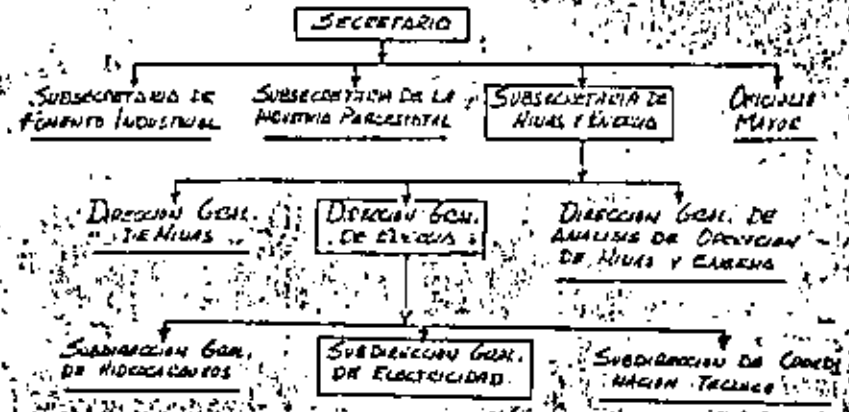 SECRETARIO
SUBSECRETARIO DE
FOMENTO INDUSTRIAL
SUBSECRETARIA DE LA
INDUSTRIA PARAESTATAL
SUBSECRETARIA DE
MINAS Y ENERGIA
OFICIALIA
MAYOR
DIRECCION GRAL.
DE MINAS
DIRECCION GRAL.
DE ENERGIA
DIRECCION GRAL. DE
ANALISIS DE OPERACION
DE MINAS Y ENERGIA
SUBDIRECCION GRAL.
DE HIDROCARBUROS
SUBDIRECCION GRAL.
DE ELECTRICIDAD
SUBDIRECCION DE COORDI
NACION TECNICA